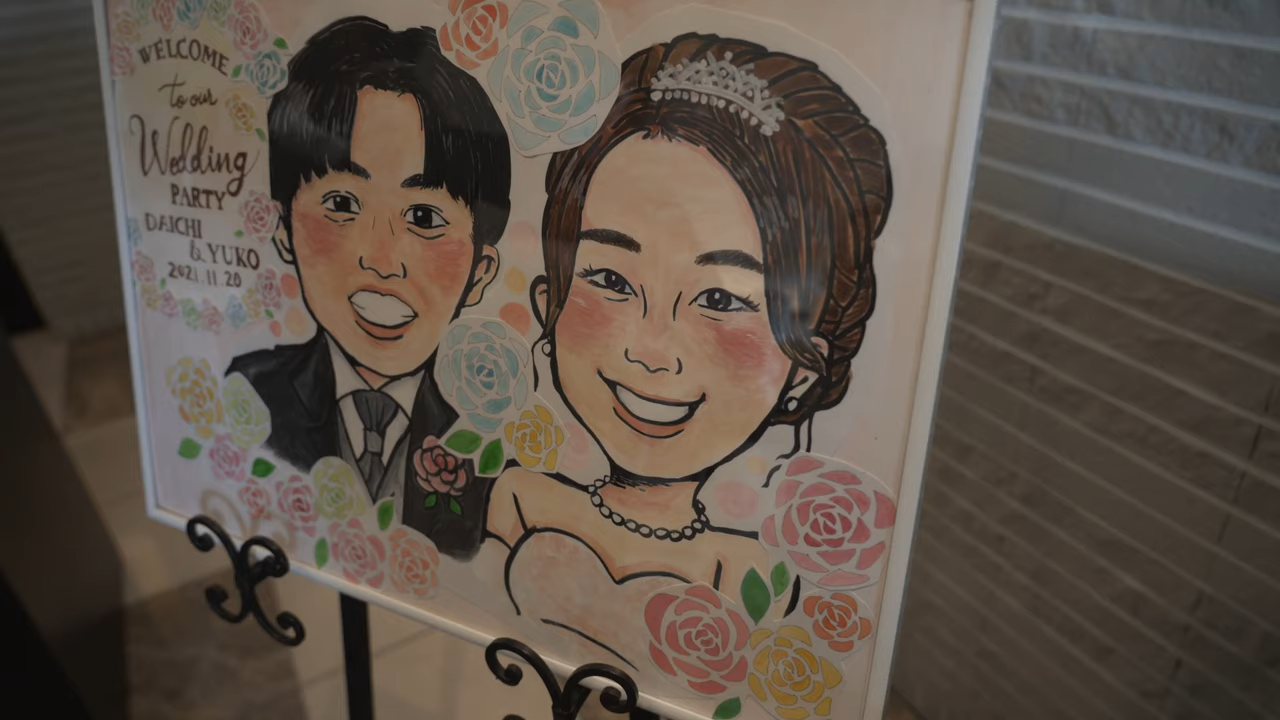 WELCOME
to our
Wedding
PARTY
DAICHI
& YUKO
2021.11.20